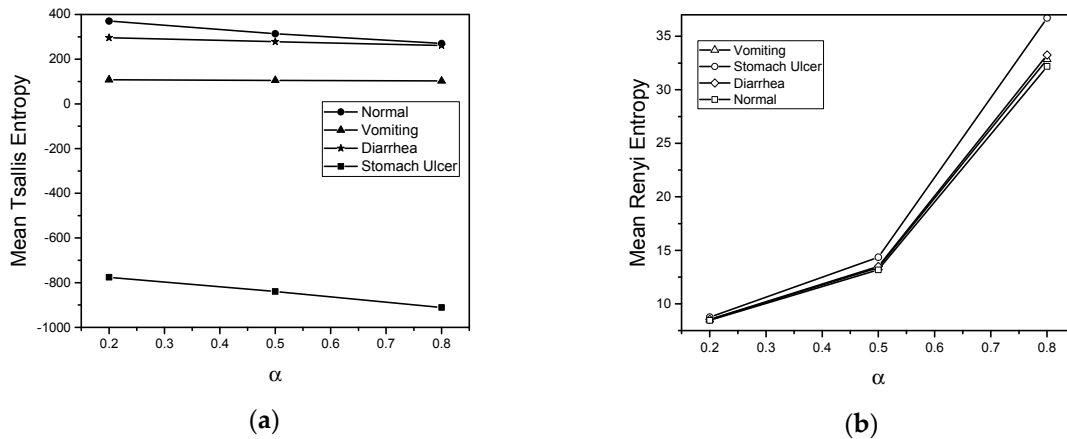 400
200
0
-200
-400
-600
-800
-1000
Mean Tsallis Entropy
Normal
Vomiting
Diarrhea
Stomach Ulcer
0.2 0.3 0.4 0.5 0.6 0.7 0.8
α
(a)
35
30
25
20
15
10
Mean Renyi Entropy
Vomiting
Stomach Ulcer
Diarrhea
Normal
0.2 0.3 0.4 0.5 0.6 0.7 0.8
α
(b)